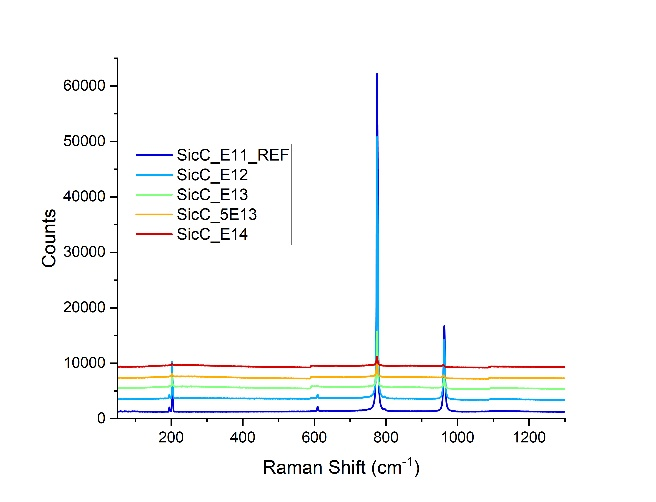 60000
50000
40000
30000
20000
10000
0
Counts
SicC_E11_REF
SicC_E12
SicC_E13
SicC_5E13
SicC_E14
200 400 600 800 1000 1200
Raman Shift (cm⁻¹)